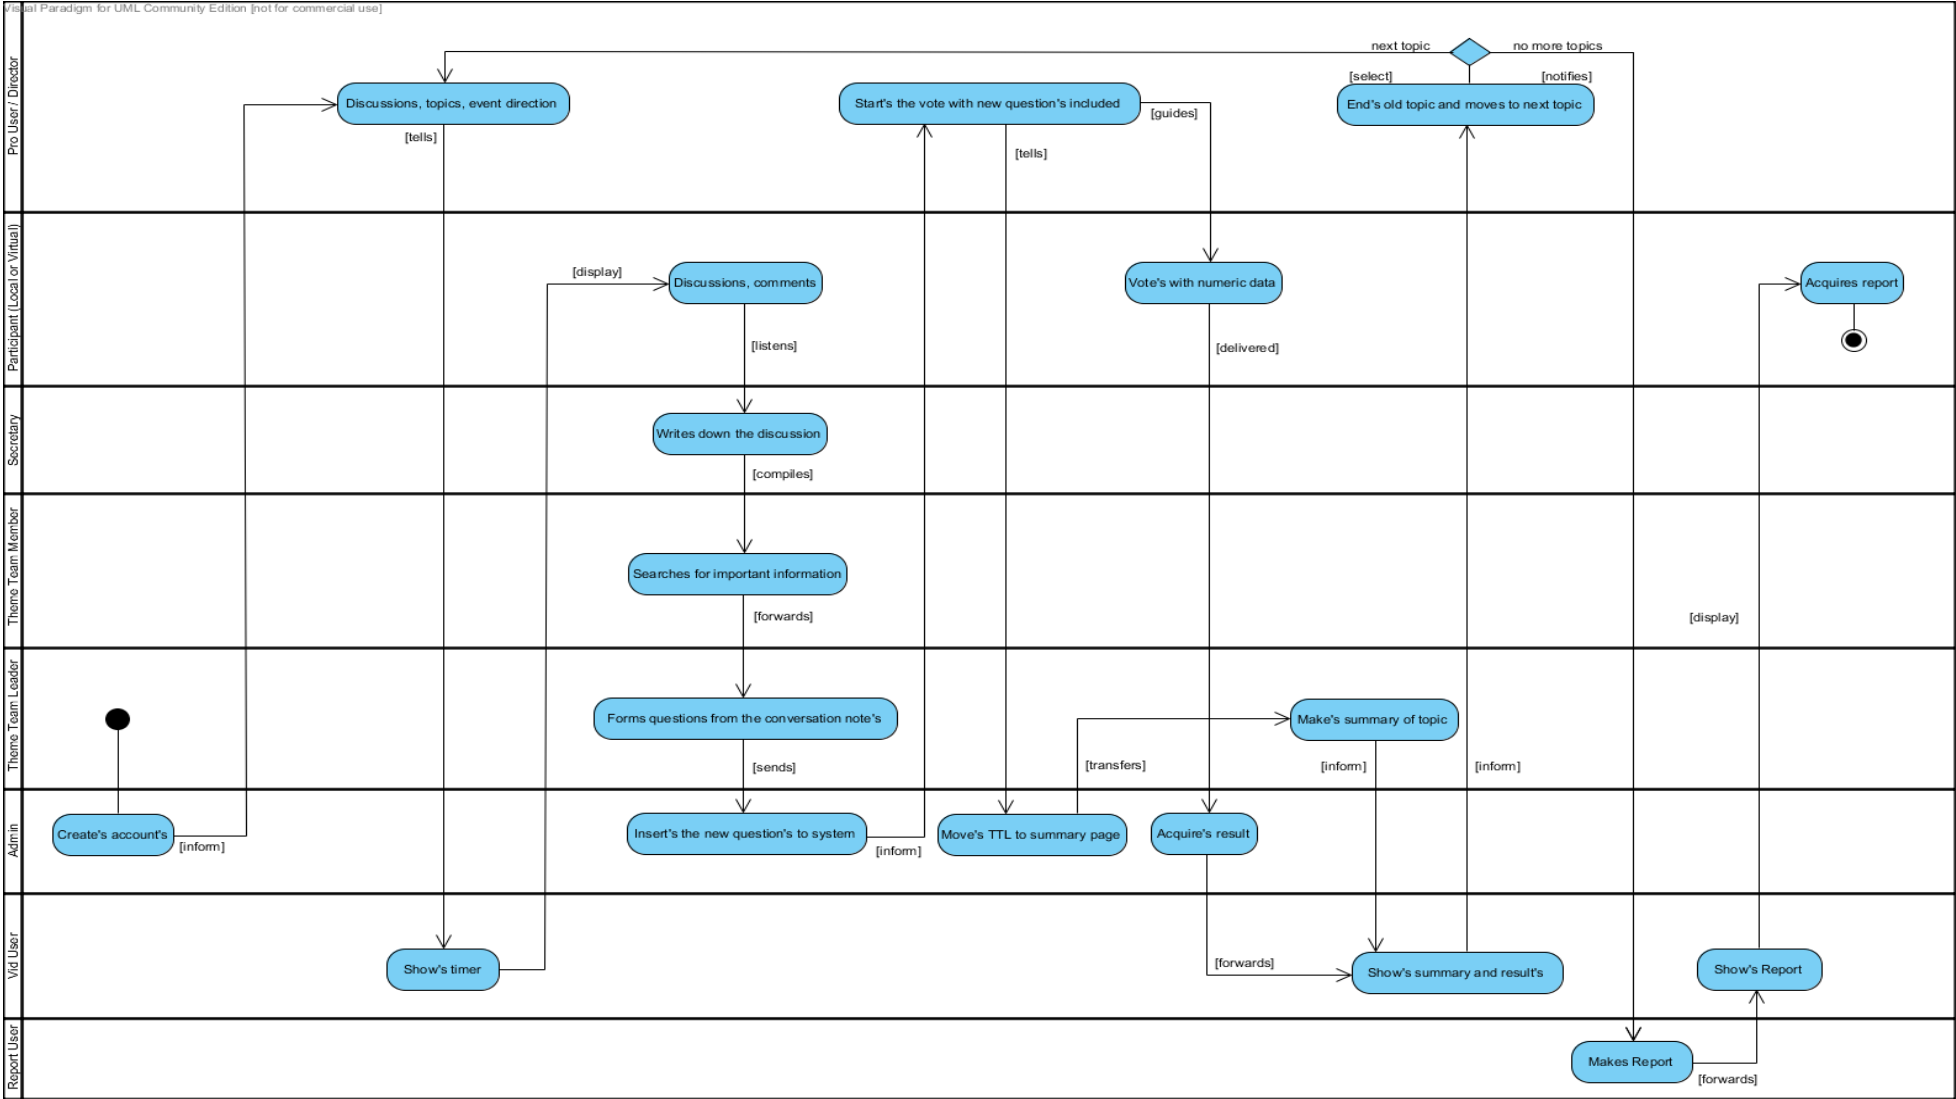 Visual Paradigm for UML Community Edition [not for commercial use]
Pro User / Director
next topic
no more topics
[select]
[notifies]
Discussions, topics, event direction
Start's the vote with new question's included
End's old topic and moves to next topic
[guides]
[tells]
[tells]
Participant (Local or Virtual)
[display]
Discussions, comments
Vote's with numeric data
Acquires report
[listens]
[delivered]
Secretary
Writes down the discussion
[compiles]
Theme Team Member
Searches for important information
[forwards]
[display]
Theme Team Leader
Forms questions from the conversation note's
Make's summary of topic
[sends]
[transfers]
[inform]
[inform]
Admin
Create's account's
Insert's the new question's to system
Move's TTL to summary page
Acquire's result
[inform]
[inform]
Vid User
Show's timer
[forwards]
Show's summary and result's
Show's Report
Report User
Makes Report
[forwards]